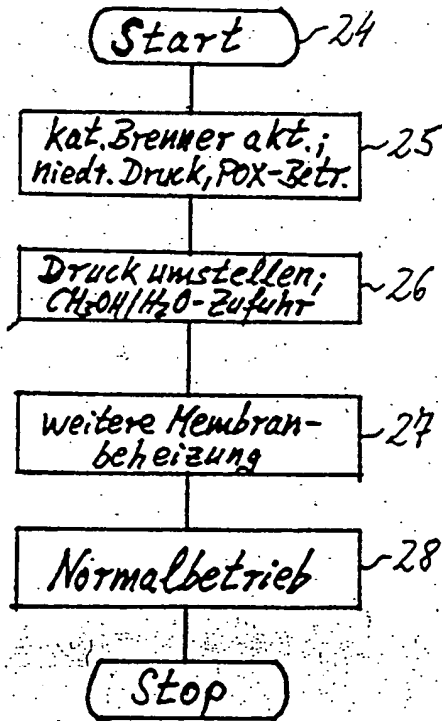 Start
24
kat. Brenner akt.;
niedr. Druck, POX-Betr.
25
Druck umstellen;
CH₃OH/H₂O-Zufuhr
26
weitere Membran-
beheizung
27
Normalbetrieb
28
Stop